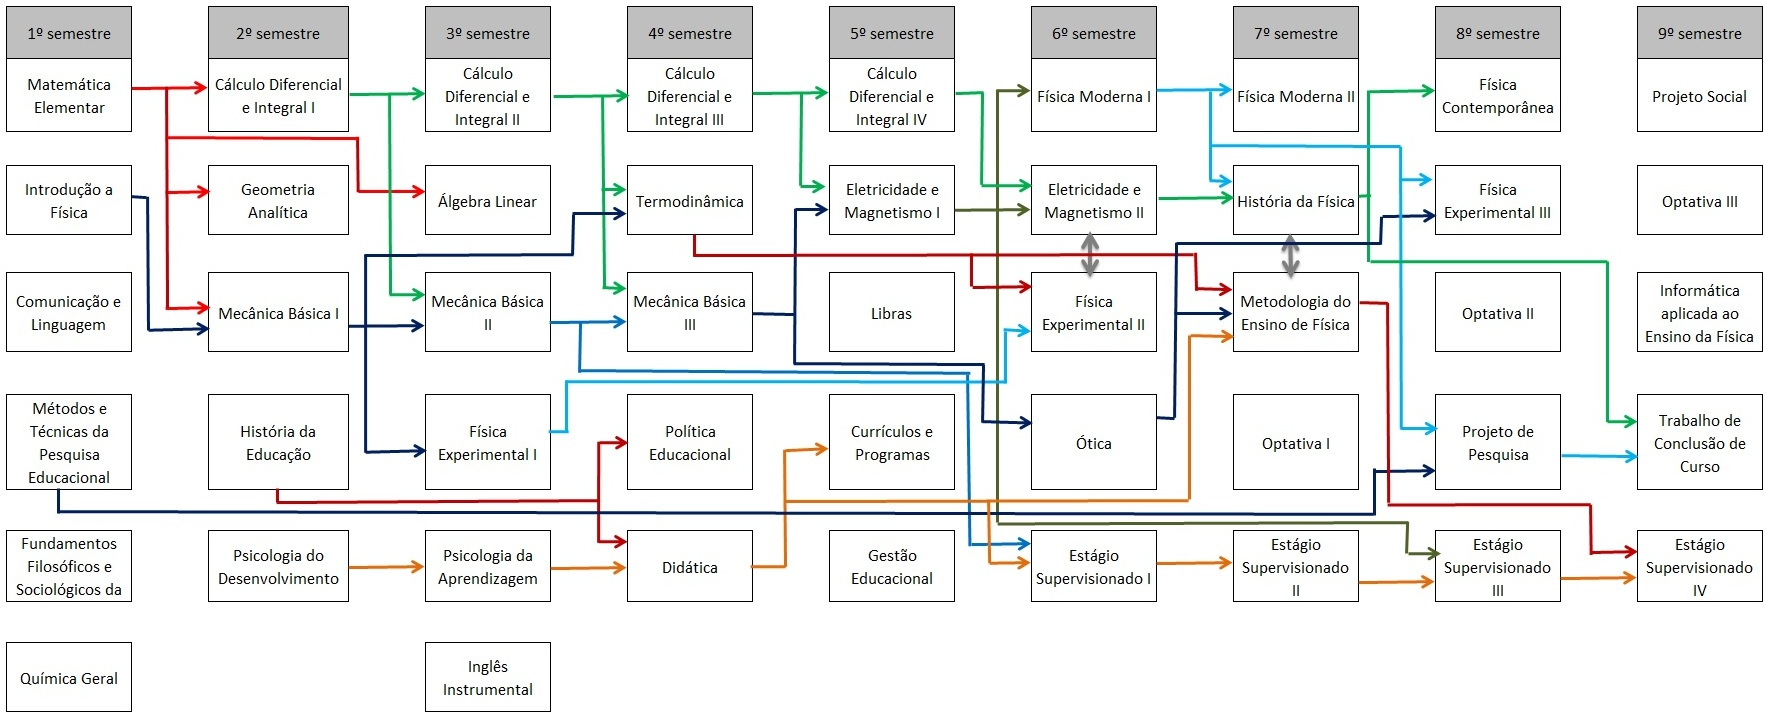 1º semestre
2º semestre
3º semestre
4º semestre
5º semestre
6º semestre
7º semestre
8º semestre
9º semestre
Matemática
Elementar
Cálculo Diferencial
e Integral I
Cálculo
Diferencial e
Integral II
Cálculo
Diferencial e
Integral III
Cálculo
Diferencial e
Integral IV
Física Moderna I
Física Moderna II
Física
Contemporânea
Projeto Social
Introdução a
Física
Geometria
Analítica
Álgebra Linear
Termodinâmica
Eletricidade e
Magnetismo I
Eletricidade e
Magnetismo II
História da Física
Física
Experimental III
Optativa III
Comunicação e
Linguagem
Mecânica Básica I
Mecânica Básica
II
Mecânica Básica
III
Libras
Física
Experimental II
Metodologia do
Ensino de Física
Optativa II
Informática
aplicada ao
Ensino da Física
Métodos e
Técnicas da
Pesquisa
Educacional
História da
Educação
Física
Experimental I
Política
Educacional
Currículos e
Programas
Ótica
Optativa I
Projeto de
Pesquisa
Trabalho de
Conclusão de
Curso
Fundamentos
Filosóficos e
Sociológicos da
Psicologia do
Desenvolvimento
Psicologia da
Aprendizagem
Didática
Gestão
Educacional
Estágio
Supervisionado I
Estágio
Supervisionado
II
Estágio
Supervisionado
III
Estágio
Supervisionado
IV
Química Geral
Inglês
Instrumental